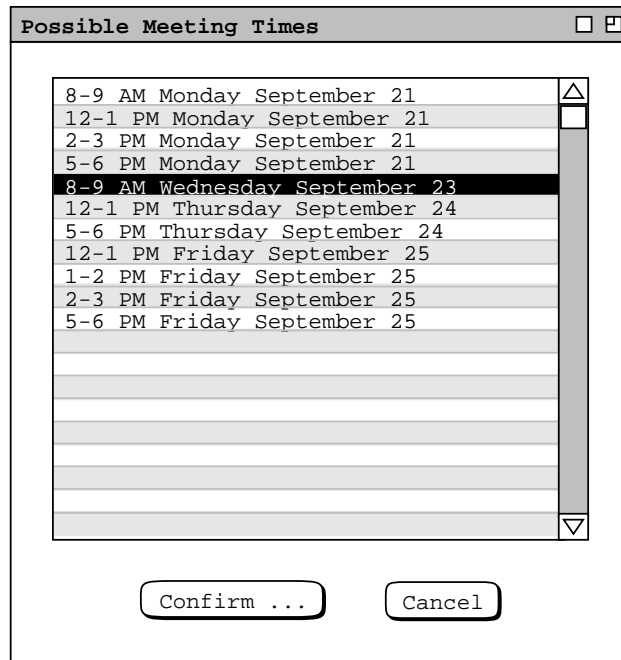 Possible Meeting Times
8-9 AM Monday September 21
12-1 PM Monday September 21
2-3 PM Monday September 21
5-6 PM Monday September 21
8-9 AM Wednesday September 23
12-1 PM Thursday September 24
5-6 PM Thursday September 24
12-1 PM Friday September 25
1-2 PM Friday September 25
2-3 PM Friday September 25
5-6 PM Friday September 25
Confirm ... Cancel